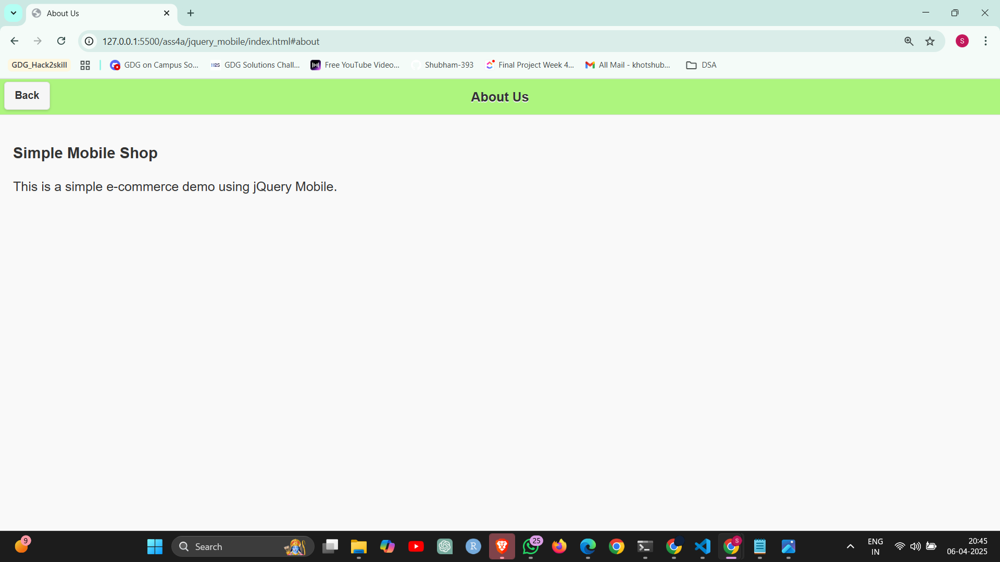 About Us
127.0.0.1:5500/ass4a/jquery_mobile/index.html#about
S
GDG_Hack2skill
GDG on Campus So...
H2S GDG Solutions Chall...
Free YouTube Video...
Shubham-393
Final Project Week 4...
All Mail - khotshub...
DSA
Back
About Us
Simple Mobile Shop
This is a simple e-commerce demo using jQuery Mobile.
9
Search
R
25
S
ENG
IN
20:45
06-04-2025